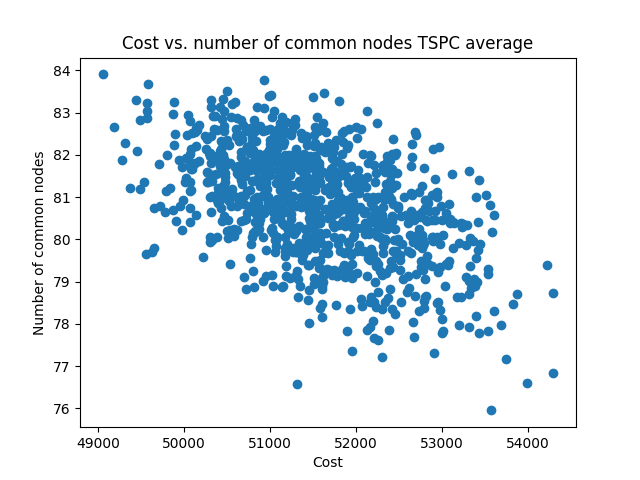 Cost vs. number of common nodes TSPC average
84
83
82
81
80
79
78
77
76
Number of common nodes
49000 50000 51000 52000 53000 54000
Cost